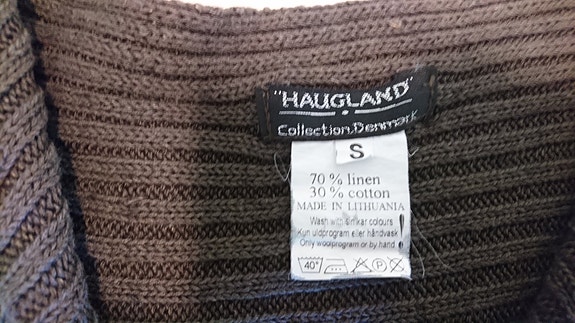 "HAUGLAND"
Collection.Denmark
S
70 % linen
30 % cotton
MADE IN LITHUANIA
Wash with similar colours
Kun uldprogram eller håndvask
Only woolprogram or by hand
!
40° P